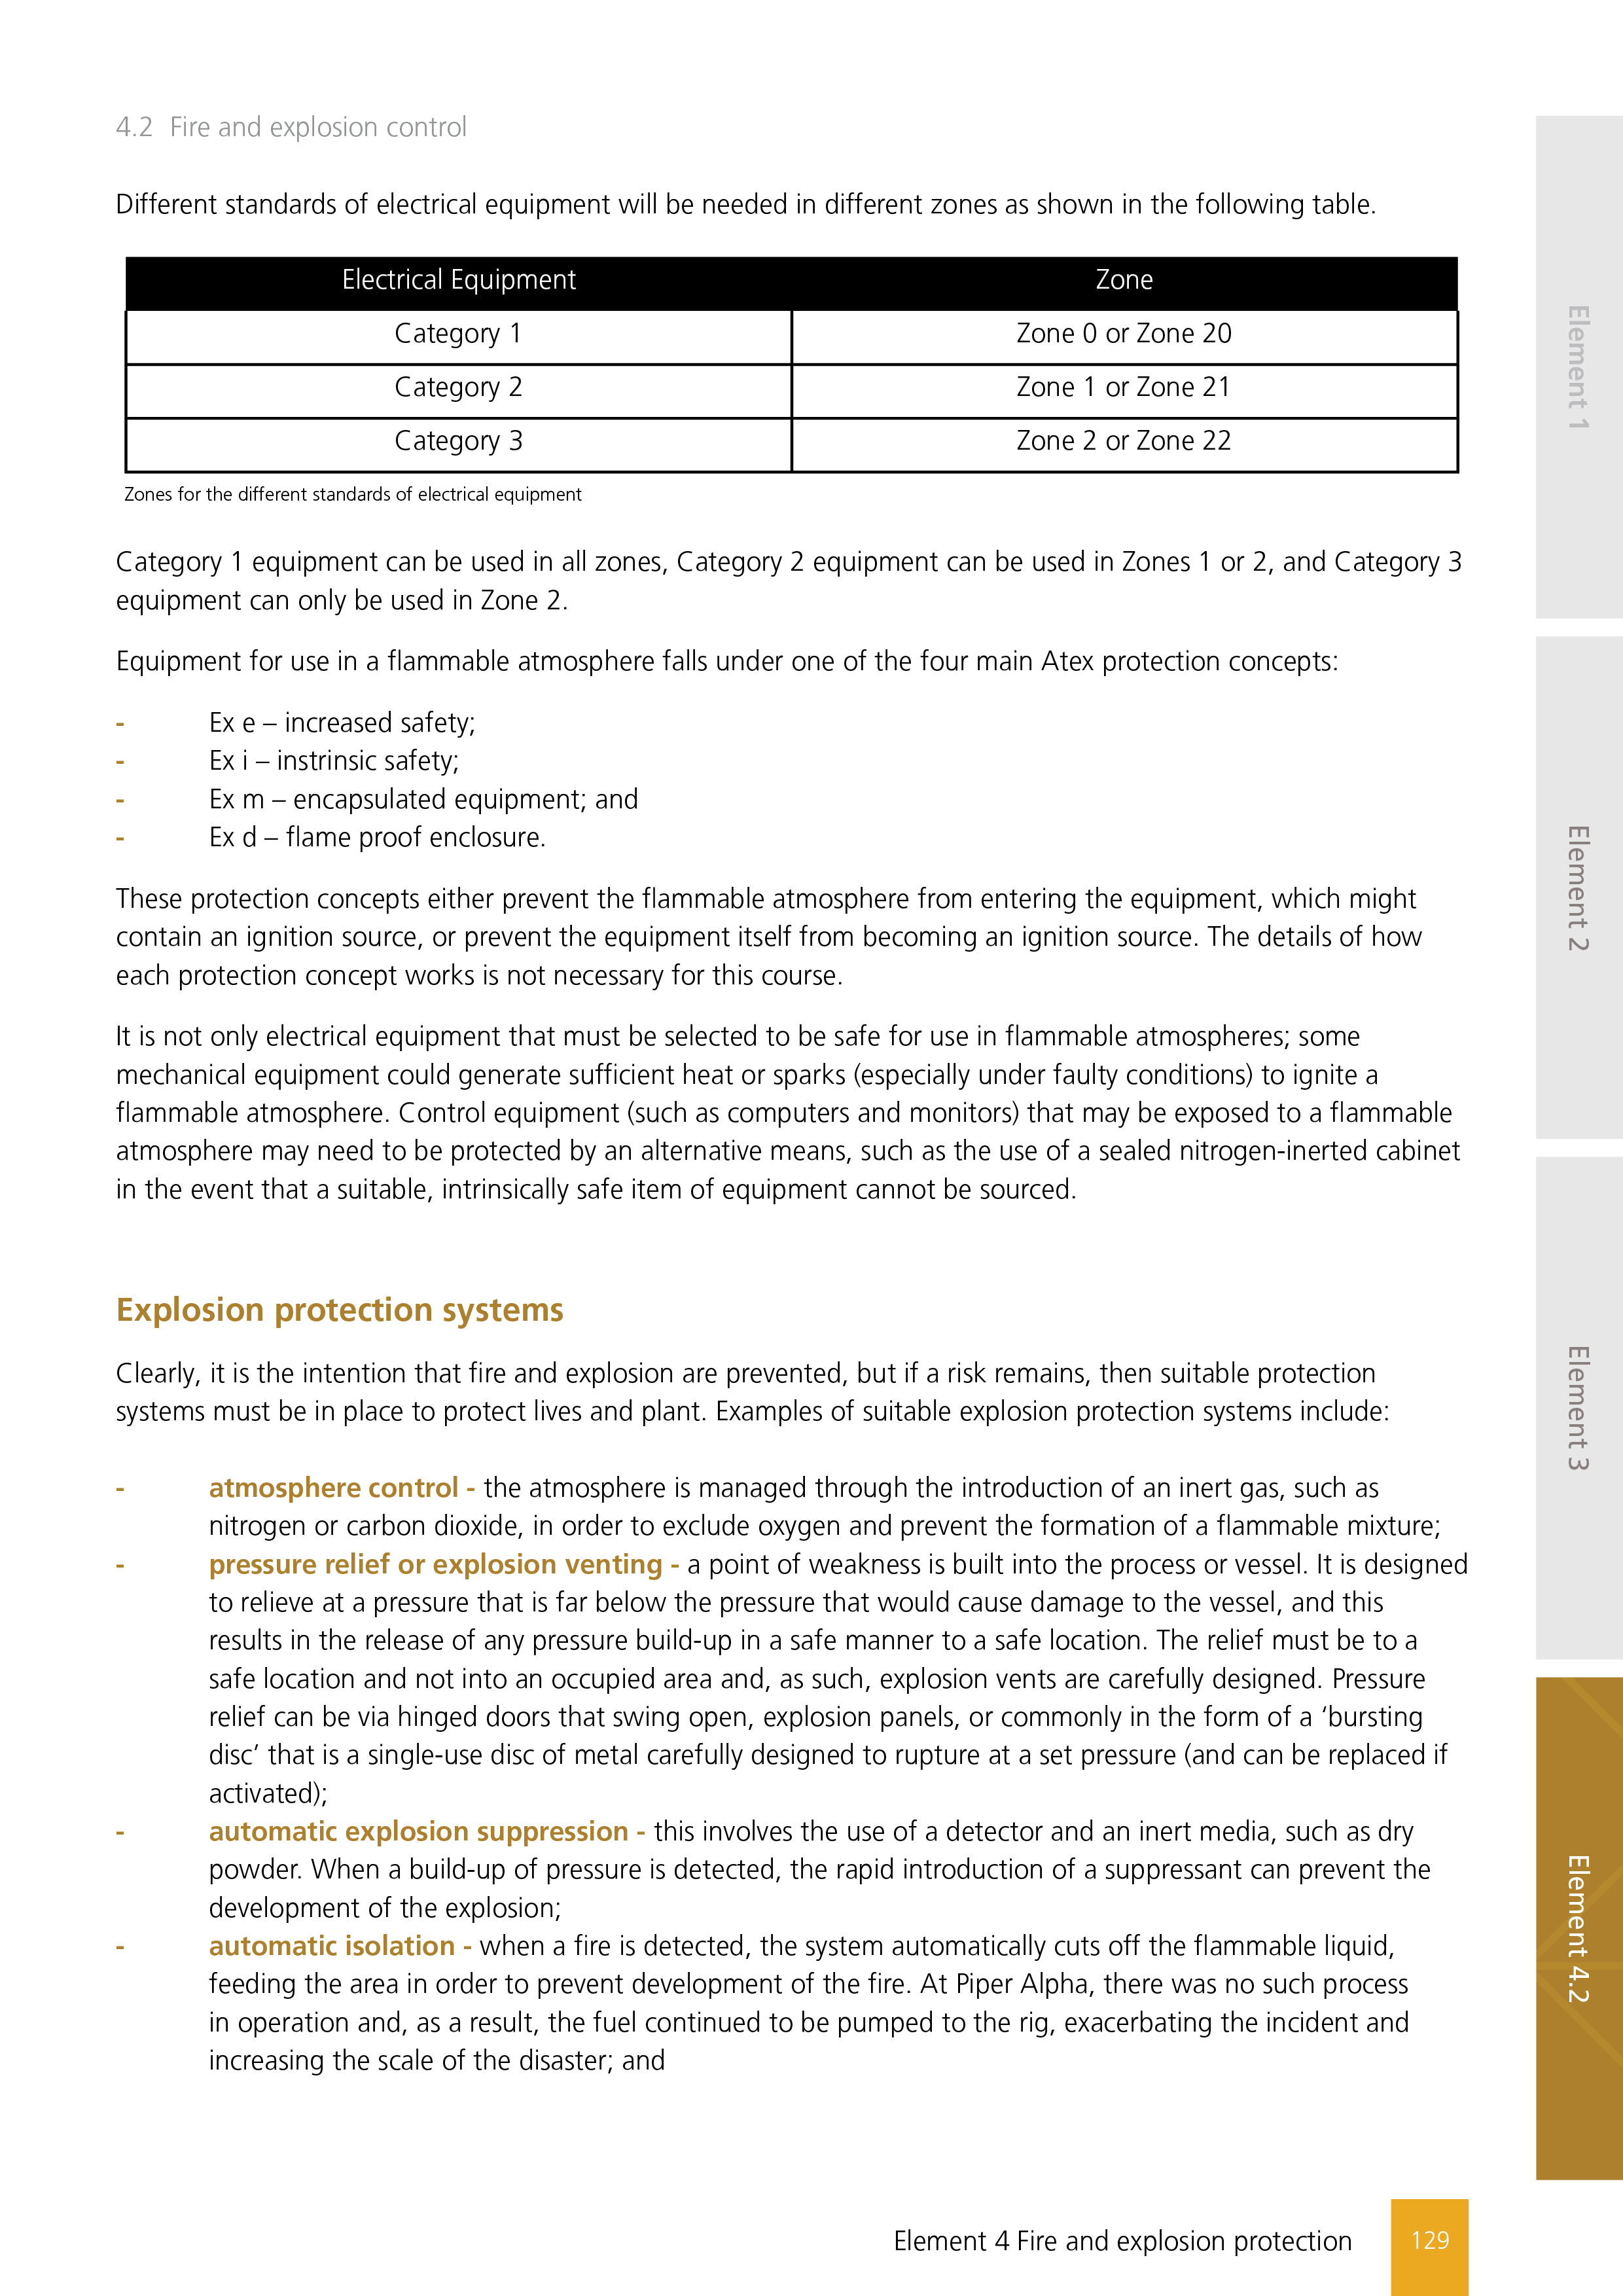 4.2 Fire and explosion control
Different standards of electrical equipment will be needed in different zones as shown in the following table.
Electrical Equipment Zone
Category 1 Zone 0 or Zone 20
Category 2 Zone 1 or Zone 21
Category 3 Zone 2 or Zone 22
Zones for the different standards of electrical equipment
Category 1 equipment can be used in all zones, Category 2 equipment can be used in Zones 1 or 2, and Category 3
equipment can only be used in Zone 2.
Equipment for use in a flammable atmosphere falls under one of the four main Atex protection concepts:
- Ex e – increased safety;
- Ex i – instrinsic safety;
- Ex m – encapsulated equipment; and
- Ex d – flame proof enclosure.
These protection concepts either prevent the flammable atmosphere from entering the equipment, which might
contain an ignition source, or prevent the equipment itself from becoming an ignition source. The details of how
each protection concept works is not necessary for this course.
It is not only electrical equipment that must be selected to be safe for use in flammable atmospheres; some
mechanical equipment could generate sufficient heat or sparks (especially under faulty conditions) to ignite a
flammable atmosphere. Control equipment (such as computers and monitors) that may be exposed to a flammable
atmosphere may need to be protected by an alternative means, such as the use of a sealed nitrogen-inerted cabinet
in the event that a suitable, intrinsically safe item of equipment cannot be sourced.
Explosion protection systems
Clearly, it is the intention that fire and explosion are prevented, but if a risk remains, then suitable protection
systems must be in place to protect lives and plant. Examples of suitable explosion protection systems include:
- atmosphere control - the atmosphere is managed through the introduction of an inert gas, such as
nitrogen or carbon dioxide, in order to exclude oxygen and prevent the formation of a flammable mixture;
- pressure relief or explosion venting - a point of weakness is built into the process or vessel. It is designed
to relieve at a pressure that is far below the pressure that would cause damage to the vessel, and this
results in the release of any pressure build-up in a safe manner to a safe location. The relief must be to a
safe location and not into an occupied area and, as such, explosion vents are carefully designed. Pressure
relief can be via hinged doors that swing open, explosion panels, or commonly in the form of a ‘bursting
disc’ that is a single-use disc of metal carefully designed to rupture at a set pressure (and can be replaced if
activated);
- automatic explosion suppression - this involves the use of a detector and an inert media, such as dry
powder. When a build-up of pressure is detected, the rapid introduction of a suppressant can prevent the
development of the explosion;
- automatic isolation - when a fire is detected, the system automatically cuts off the flammable liquid,
feeding the area in order to prevent development of the fire. At Piper Alpha, there was no such process
in operation and, as a result, the fuel continued to be pumped to the rig, exacerbating the incident and
increasing the scale of the disaster; and
Element 4 Fire and explosion protection 129
Element 1
Element 2
Element 3
Element 4.2